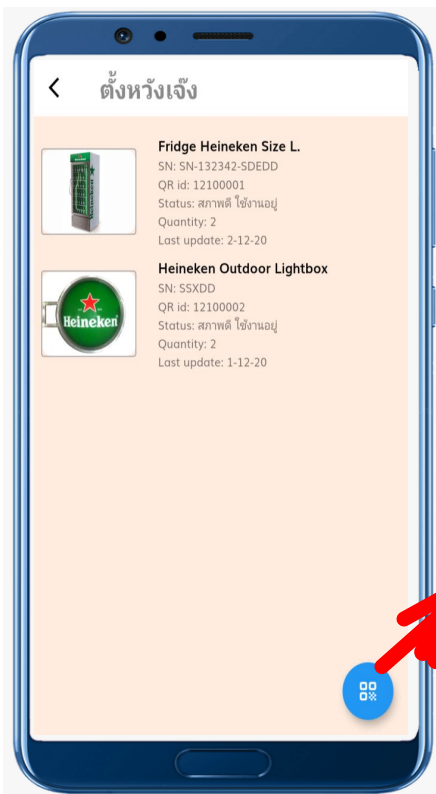 ตั้งหวังเจ๊ง
Fridge Heineken Size L.
SN: SN-132342-SDEDD
QR id: 12100001
Status: สภาพดี ใช้งานอยู่
Quantity: 2
Last update: 2-12-20
Heineken Outdoor Lightbox
SN: SSXDD
QR id: 12100002
Status: สภาพดี ใช้งานอยู่
Quantity: 2
Last update: 1-12-20
Heineken